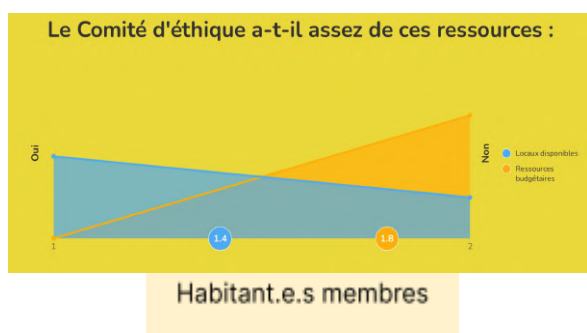 Le Comité d'éthique a-t-il assez de ces ressources :
Oui
Non
Locaux disponibles
Ressources
budgétaires
1.4
1.8
1
2
Habitant.e.s membres